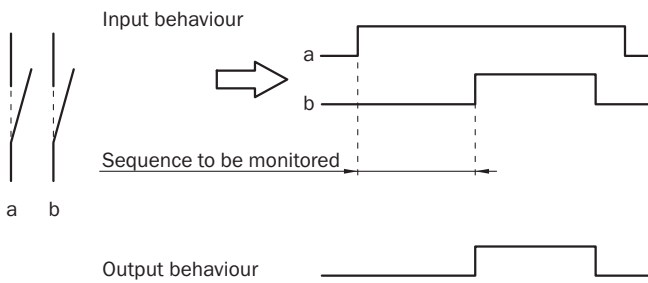 Input behaviour
a
b
Sequence to be monitored
a b
Output behaviour